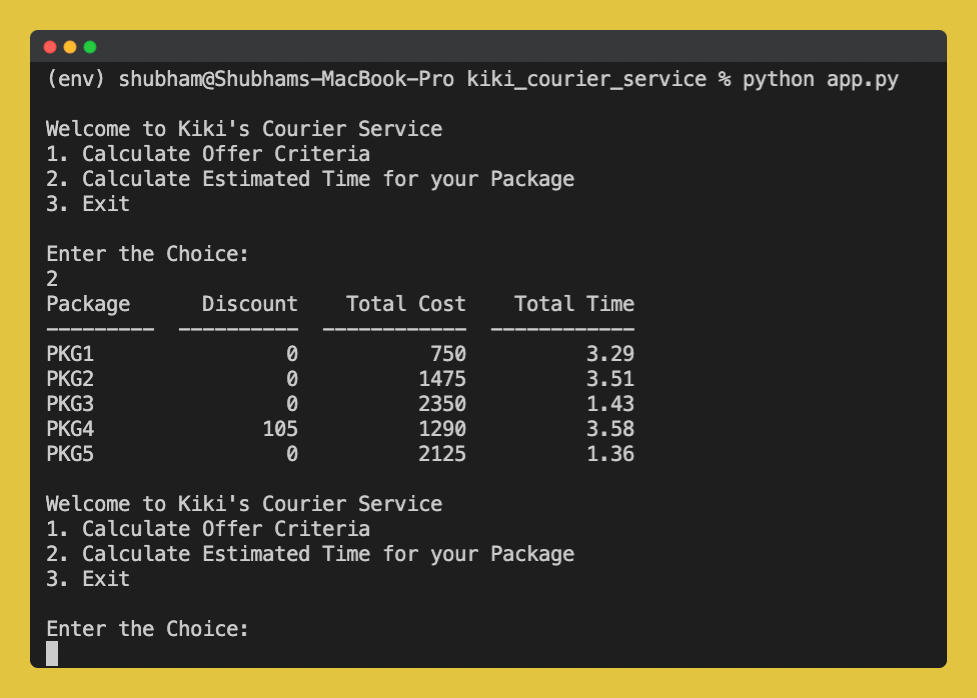 (env) shubham@Shubhams-MacBook-Pro kiki_courier_service % python app.py
Welcome to Kiki's Courier Service
1. Calculate Offer Criteria
2. Calculate Estimated Time for your Package
3. Exit
Enter the Choice:
2
Package Discount Total Cost Total Time
--------- ---------- ------------ ------------
PKG1 0 750 3.29
PKG2 0 1475 3.51
PKG3 0 2350 1.43
PKG4 105 1290 3.58
PKG5 0 2125 1.36
Welcome to Kiki's Courier Service
1. Calculate Offer Criteria
2. Calculate Estimated Time for your Package
3. Exit
Enter the Choice: